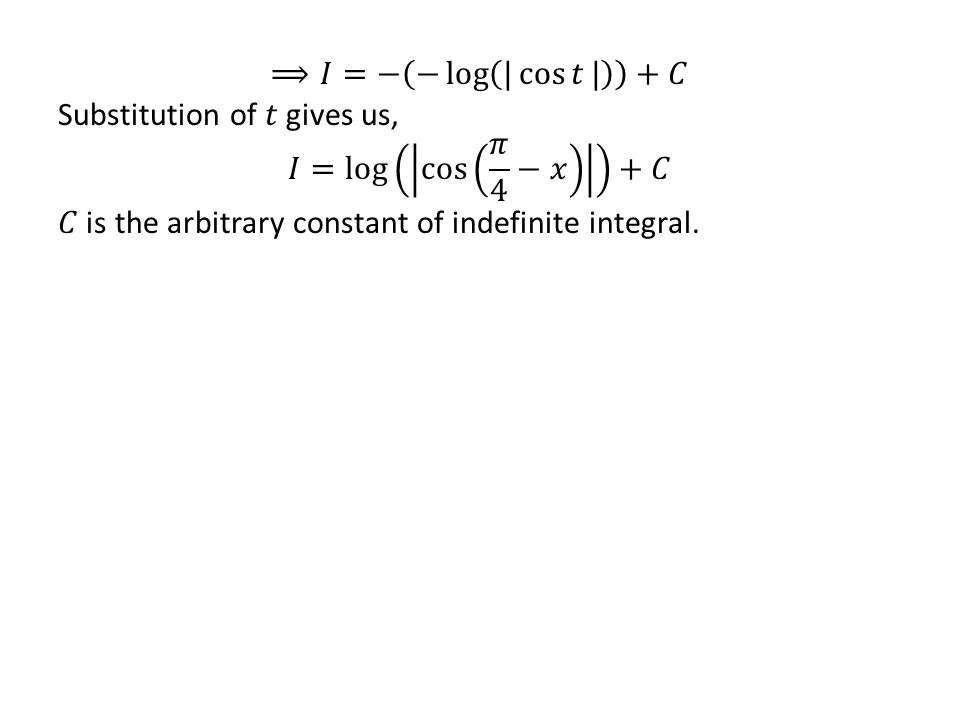 ⟹ 𝐼 = −(− log(| cos 𝑡 |)) + 𝐶
Substitution of 𝑡 gives us,
𝐼 = log (|cos (π/4 − 𝑥)|) + 𝐶
𝐶 is the arbitrary constant of indefinite integral.